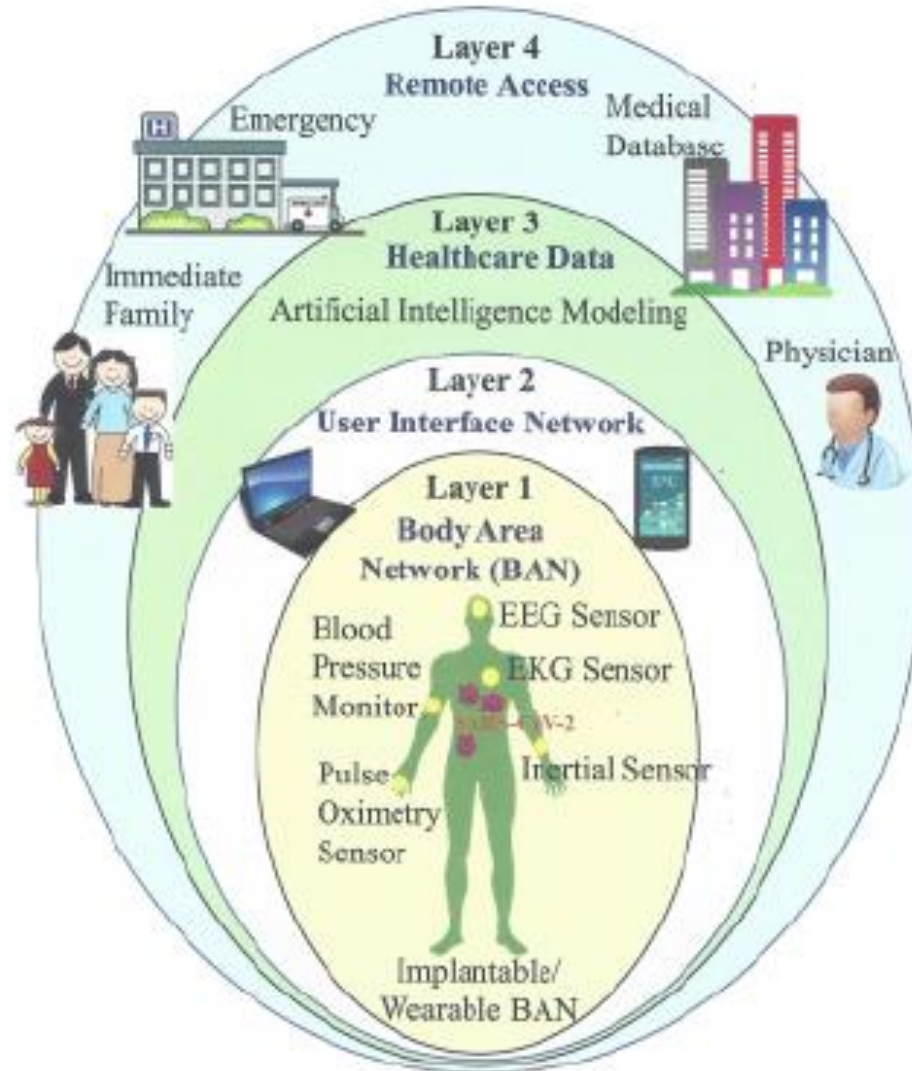 Layer 4
Remote Access
H
Emergency
Medical
Database
Layer 3
Healthcare Data
Immediate
Family
Artificial Intelligence Modeling
Physician
Layer 2
User Interface Network
Layer 1
Body Area
Network (BAN)
EEG Sensor
Blood
Pressure
Monitor
EKG Sensor
Inertial Sensor
Pulse
Oximetry
Sensor
Implantable/
Wearable BAN